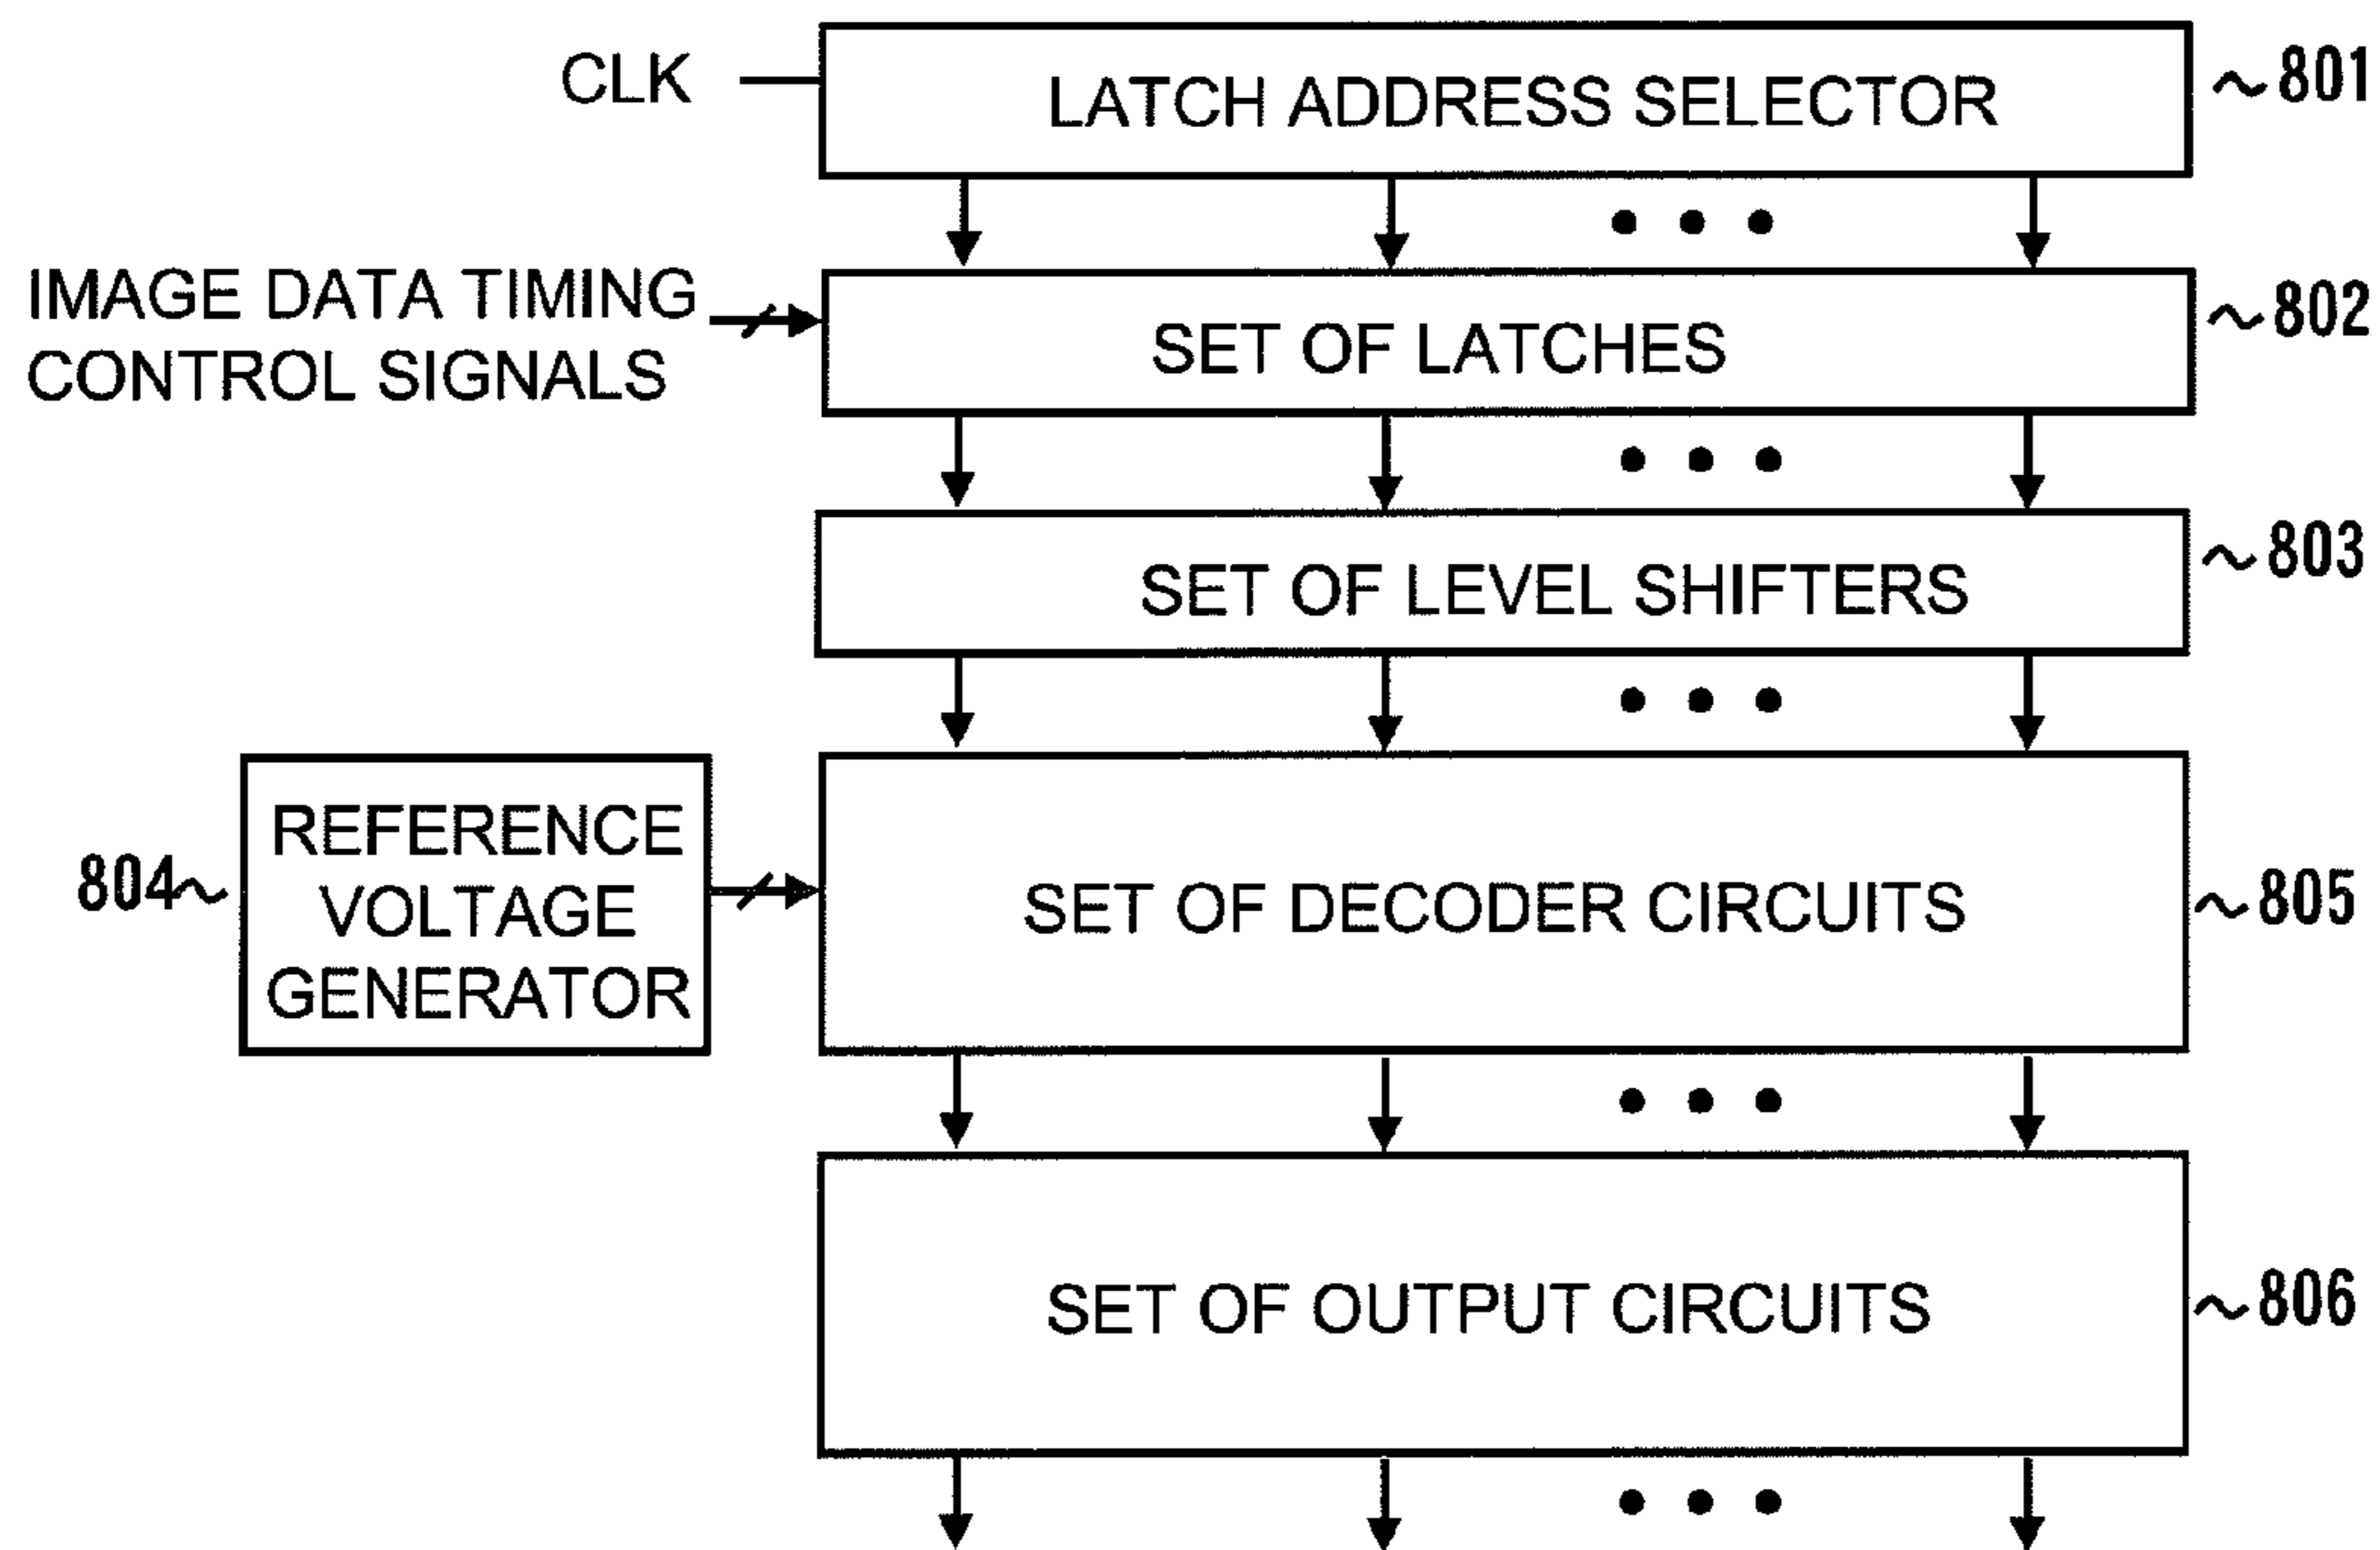 CLK
LATCH ADDRESS SELECTOR
801
IMAGE DATA TIMING
CONTROL SIGNALS
SET OF LATCHES
802
SET OF LEVEL SHIFTERS
803
804
REFERENCE
VOLTAGE
GENERATOR
SET OF DECODER CIRCUITS
805
SET OF OUTPUT CIRCUITS
806